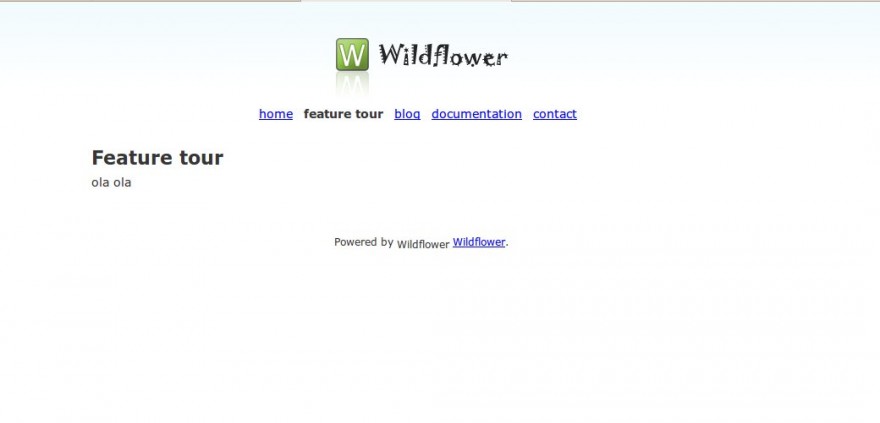 W Wildflower
home feature tour blog documentation contact
Feature tour
ola ola
Powered by Wildflower Wildflower.